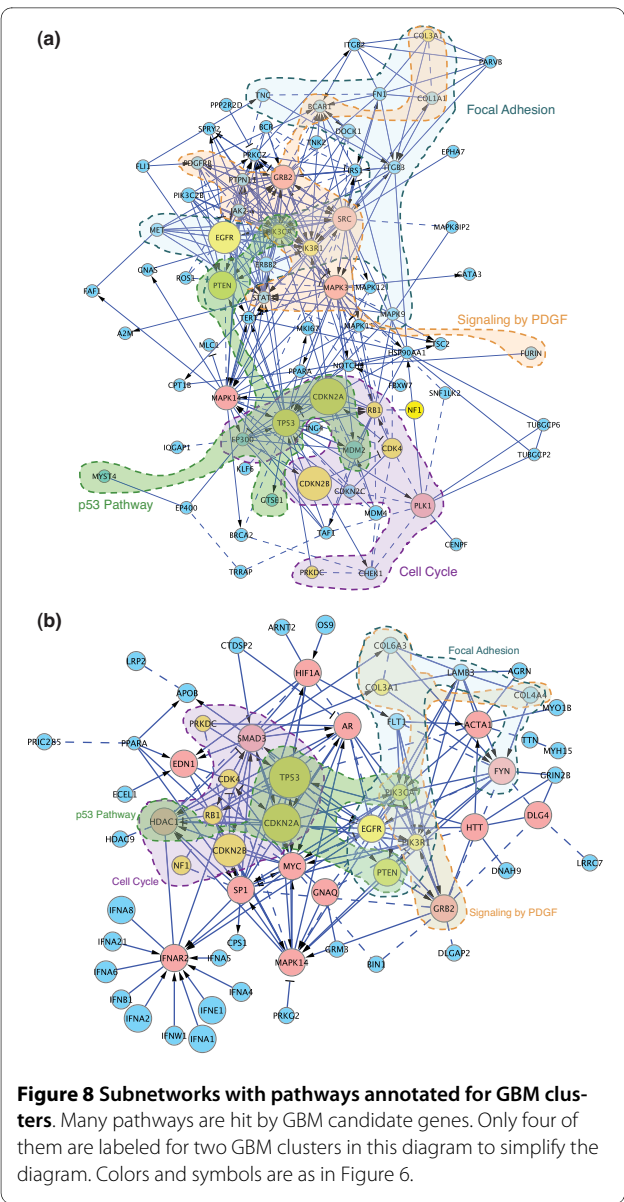 (a)
COL3A1
ITGB2
PARVB
TNC
FN1
COL1A1
PPP2R2D
BCAR1
Focal Adhesion
SPRY2
BCR
DOCK1
TNK2
PRKCZ
EPHA7
FLI1
PDGFRB
GRB2
IRS1
ITGB3
PTPN11
PIK3C2B
JAK2
SRC
MET
EGFR
PIK3CA
PIK3R1
MAPK8IP2
GNAS
ROS1
ERBB2
GATA3
FAF1
PTEN
STAT3
MAPK3
MAPK12
A2M
TERT
MAPK9
Signaling by PDGF
MKI67
MAPK11
TSC2
FURIN
MLC1
HSP90AA1
PPARA
NOTCH1
CPT1B
FBXW7
SNF1LK2
MAPK14
CDKN2A
RB1
NF1
TP53
ING4
TUBGCP6
IQGAP1
EP300
MDM2
CDK4
TUBGCP2
KLF6
MYST4
CDKN2B
CDKN2C
GTSE1
PLK1
p53 Pathway
EP400
MDM4
BRCA2
TAF1
CENPF
TRRAP
PRKDC
CHEK1
Cell Cycle
(b)
ARNT2
OS9
CTDSP2
COL6A3
Focal Adhesion
LRP2
HIF1A
LAMB3
AGRN
APOB
COL3A1
COL4A4
PRKDC
AR
FLT1
ACTA1
MYO1B
PRIC285
PPARA
SMAD3
TTN
MYH15
EDN1
CDK4
TP53
FYN
GRIN2B
ECEL1
PIK3CA
p53 Pathway
HDAC1
RB1
CDKN2A
EGFR
HTT
DLG4
HDAC9
CDKN2B
PIK3R1
NF1
MYC
PTEN
LRRC7
Cell Cycle
SP1
GNAQ
DNAH9
Signaling by PDGF
IFNA8
GRB2
IFNA21
CPS1
IFNAR2
IFNA5
MAPK14
GRM3
DLGAP2
IFNA6
BIN1
IFNB1
IFNA4
IFNA2
IFNE1
PRKG2
IFNW1
IFNA1
Figure 8 Subnetworks with pathways annotated for GBM clus-
ters. Many pathways are hit by GBM candidate genes. Only four of
them are labeled for two GBM clusters in this diagram to simplify the
diagram. Colors and symbols are as in Figure 6.